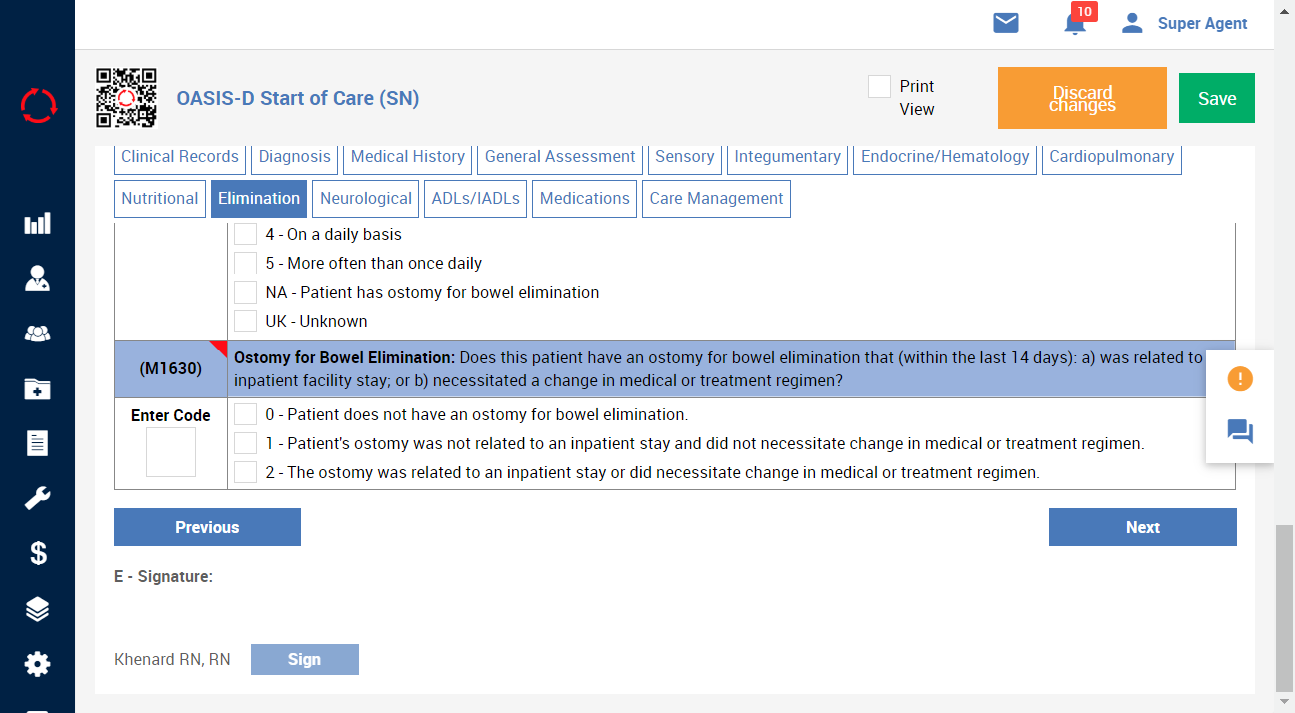 10
Super Agent
OASIS-D Start of Care (SN)
Print
View
Discard
changes
Save
Clinical Records Diagnosis Medical History General Assessment Sensory Integumentary Endocrine/Hematology Cardiopulmonary
Nutritional Elimination Neurological ADLs/IADLs Medications Care Management
4 - On a daily basis
5 - More often than once daily
NA - Patient has ostomy for bowel elimination
UK - Unknown
(M1630)
Ostomy for Bowel Elimination: Does this patient have an ostomy for bowel elimination that (within the last 14 days): a) was related to
inpatient facility stay; or b) necessitated a change in medical or treatment regimen?
Enter Code
0 - Patient does not have an ostomy for bowel elimination.
1 - Patient's ostomy was not related to an inpatient stay and did not necessitate change in medical or treatment regimen.
2 - The ostomy was related to an inpatient stay or did necessitate change in medical or treatment regimen.
Previous
Next
E - Signature:
Khenard RN, RN
Sign